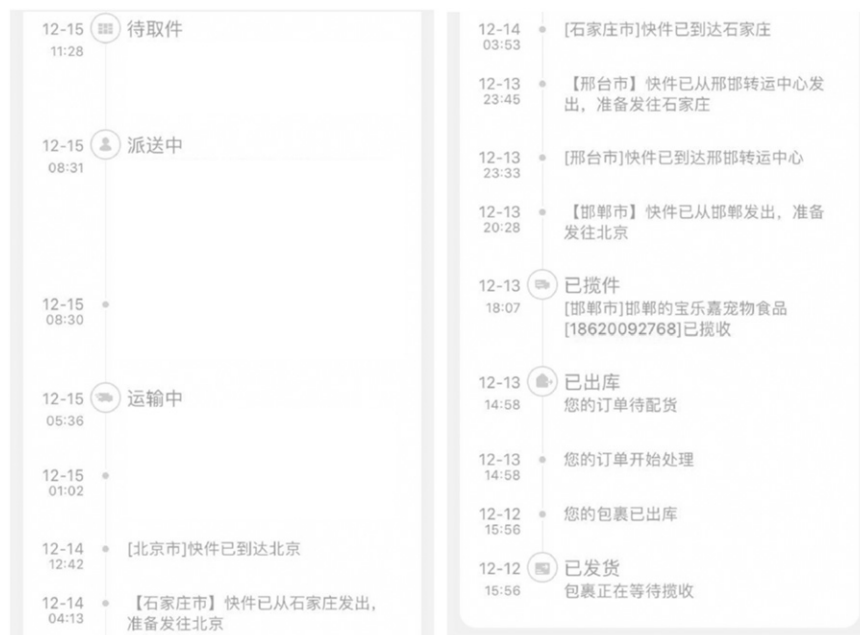 12-15
待取件
11:28
12-15
派送中
08:31
12-15
08:30
12-15
运输中
05:36
12-15
01:02
12-14
[北京市]快件已到达北京
12:42
12-14
【石家庄市】快件已从石家庄发出，
04:13
准备发往北京
12-14
[石家庄市]快件已到达石家庄
03:53
12-13
【邢台市】快件已从邢邯转运中心发
23:45
出，准备发往石家庄
12-13
[邢台市]快件已到达邢邯转运中心
23:33
12-13
【邯郸市】快件已从邯郸发出，准备
20:28
发往北京
12-13
已揽件
18:07
[邯郸市]邯郸的宝乐嘉宠物食品
[18620092768]已揽收
12-13
已出库
14:58
您的订单待配货
12-13
您的订单开始处理
14:58
12-12
您的包裹已出库
15:56
12-12
已发货
15:56
包裹正在等待揽收